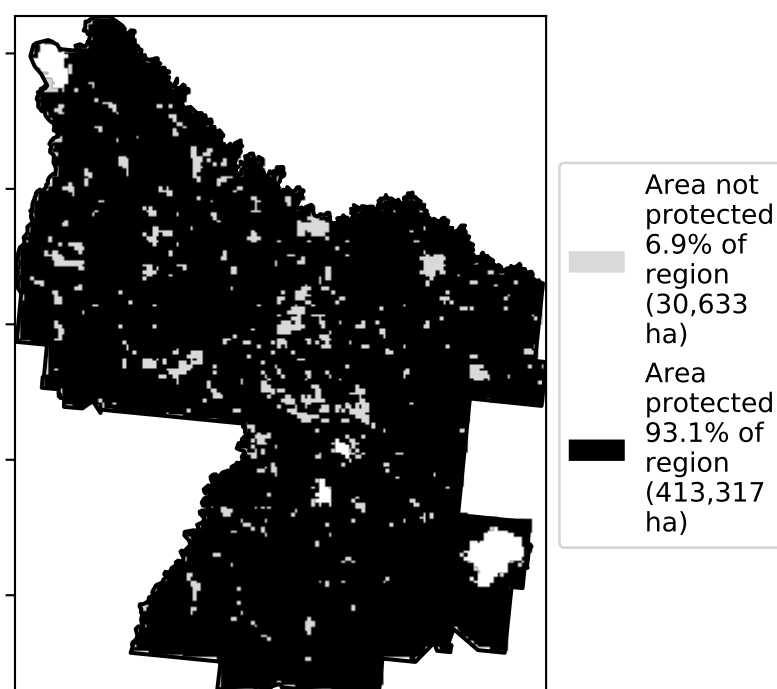 Area not
protected
6.9% of
region
(30,633
ha)
Area
protected
93.1% of
region
(413,317
ha)